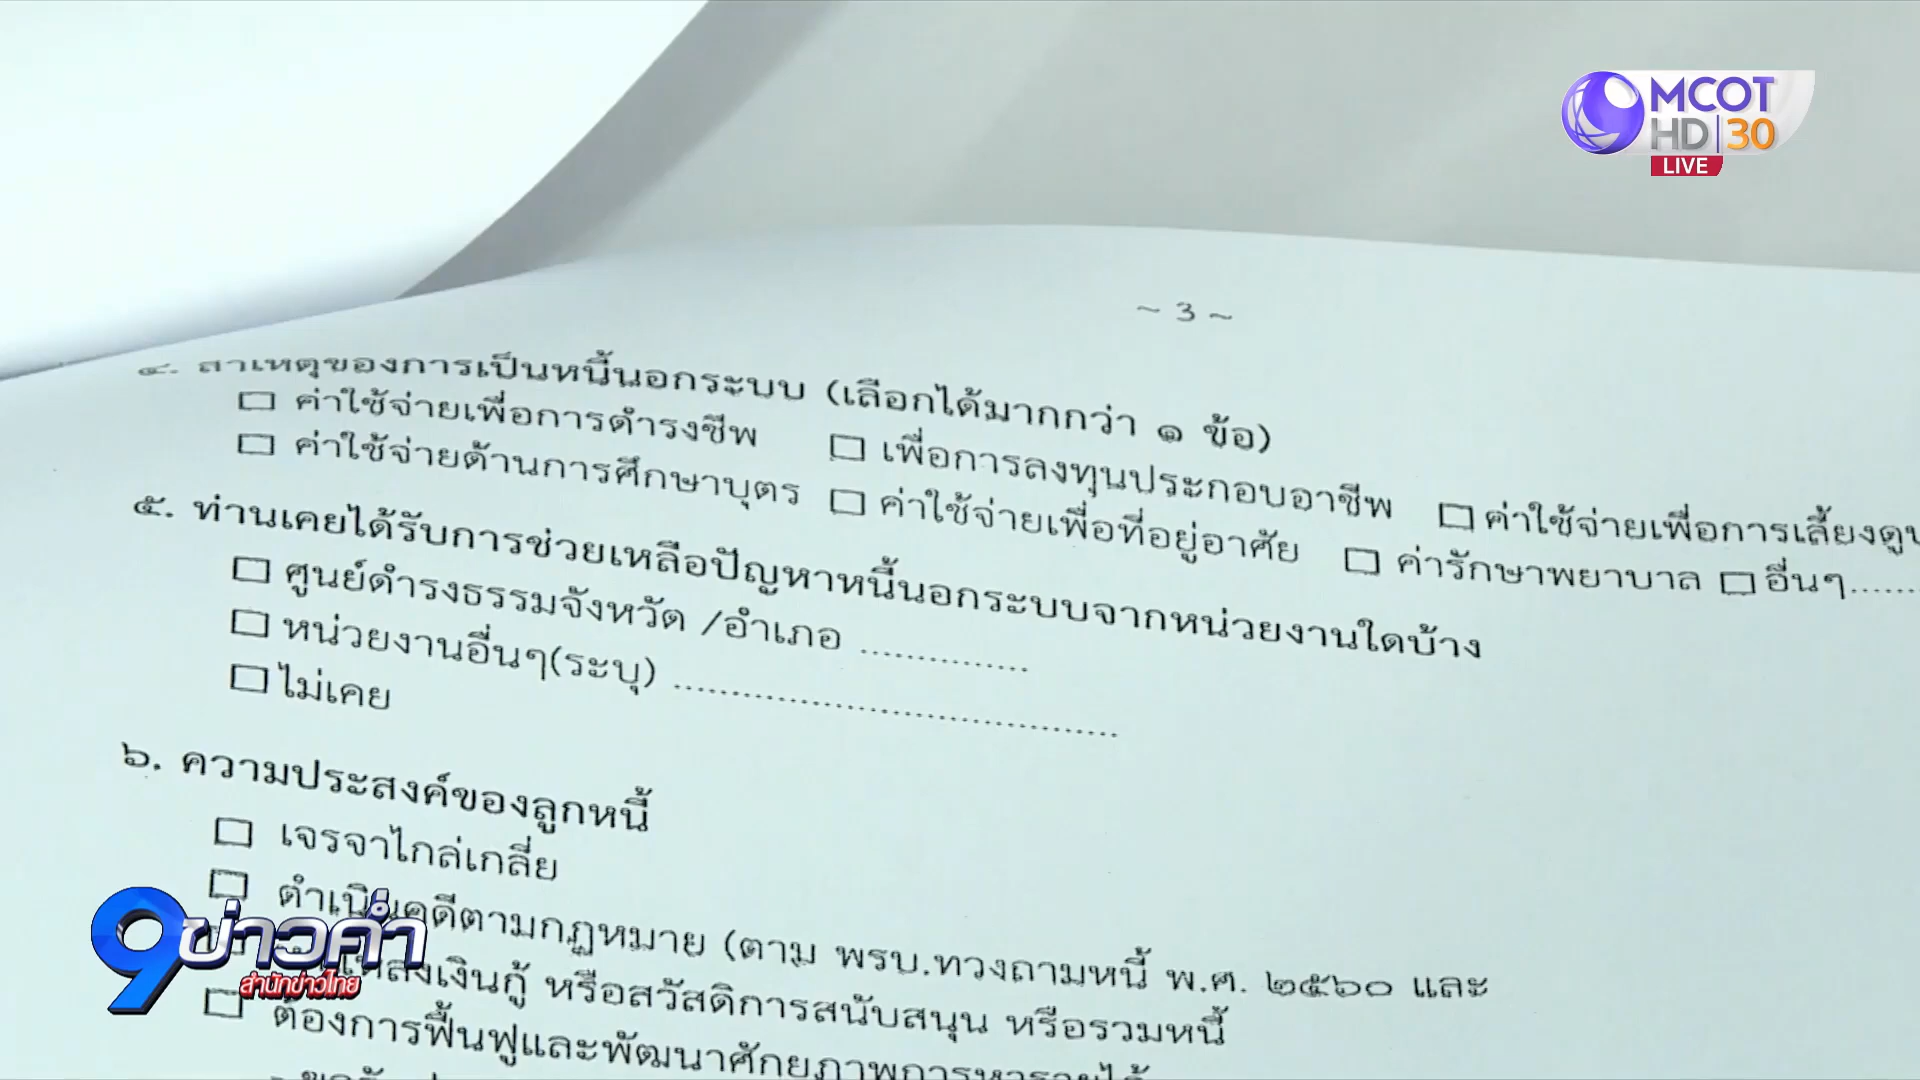 MCOT
HD 30
LIVE
~ 3 ~
๔. สาเหตุของการเป็นหนี้นอกระบบ (เลือกได้มากกว่า ๑ ข้อ)
ค่าใช้จ่ายเพื่อการดำรงชีพ เพื่อการลงทุนประกอบอาชีพ ค่าใช้จ่ายเพื่อการเลี้ยงดู
ค่าใช้จ่ายด้านการศึกษาบุตร ค่าใช้จ่ายเพื่อที่อยู่อาศัย ค่ารักษาพยาบาล อื่นๆ........
๕. ท่านเคยได้รับการช่วยเหลือปัญหาหนี้นอกระบบจากหน่วยงานใดบ้าง
ศูนย์ดำรงธรรมจังหวัด /อำเภอ ................
หน่วยงานอื่นๆ(ระบุ) ..........................................
ไม่เคย
๖. ความประสงค์ของลูกหนี้
เจรจาไกล่เกลี่ย
ดำเนินคดีตามกฎหมาย (ตาม พรบ.ทวงถามหนี้ พ.ศ. ๒๕๖๐ และ
หรือสวัสดิการสนับสนุน หรือรวมหนี้
ต้องการฟื้นฟูและพัฒนาศักยภาพการหารายได้
9 ข่าวค่ำ
สำนักข่าวไทย